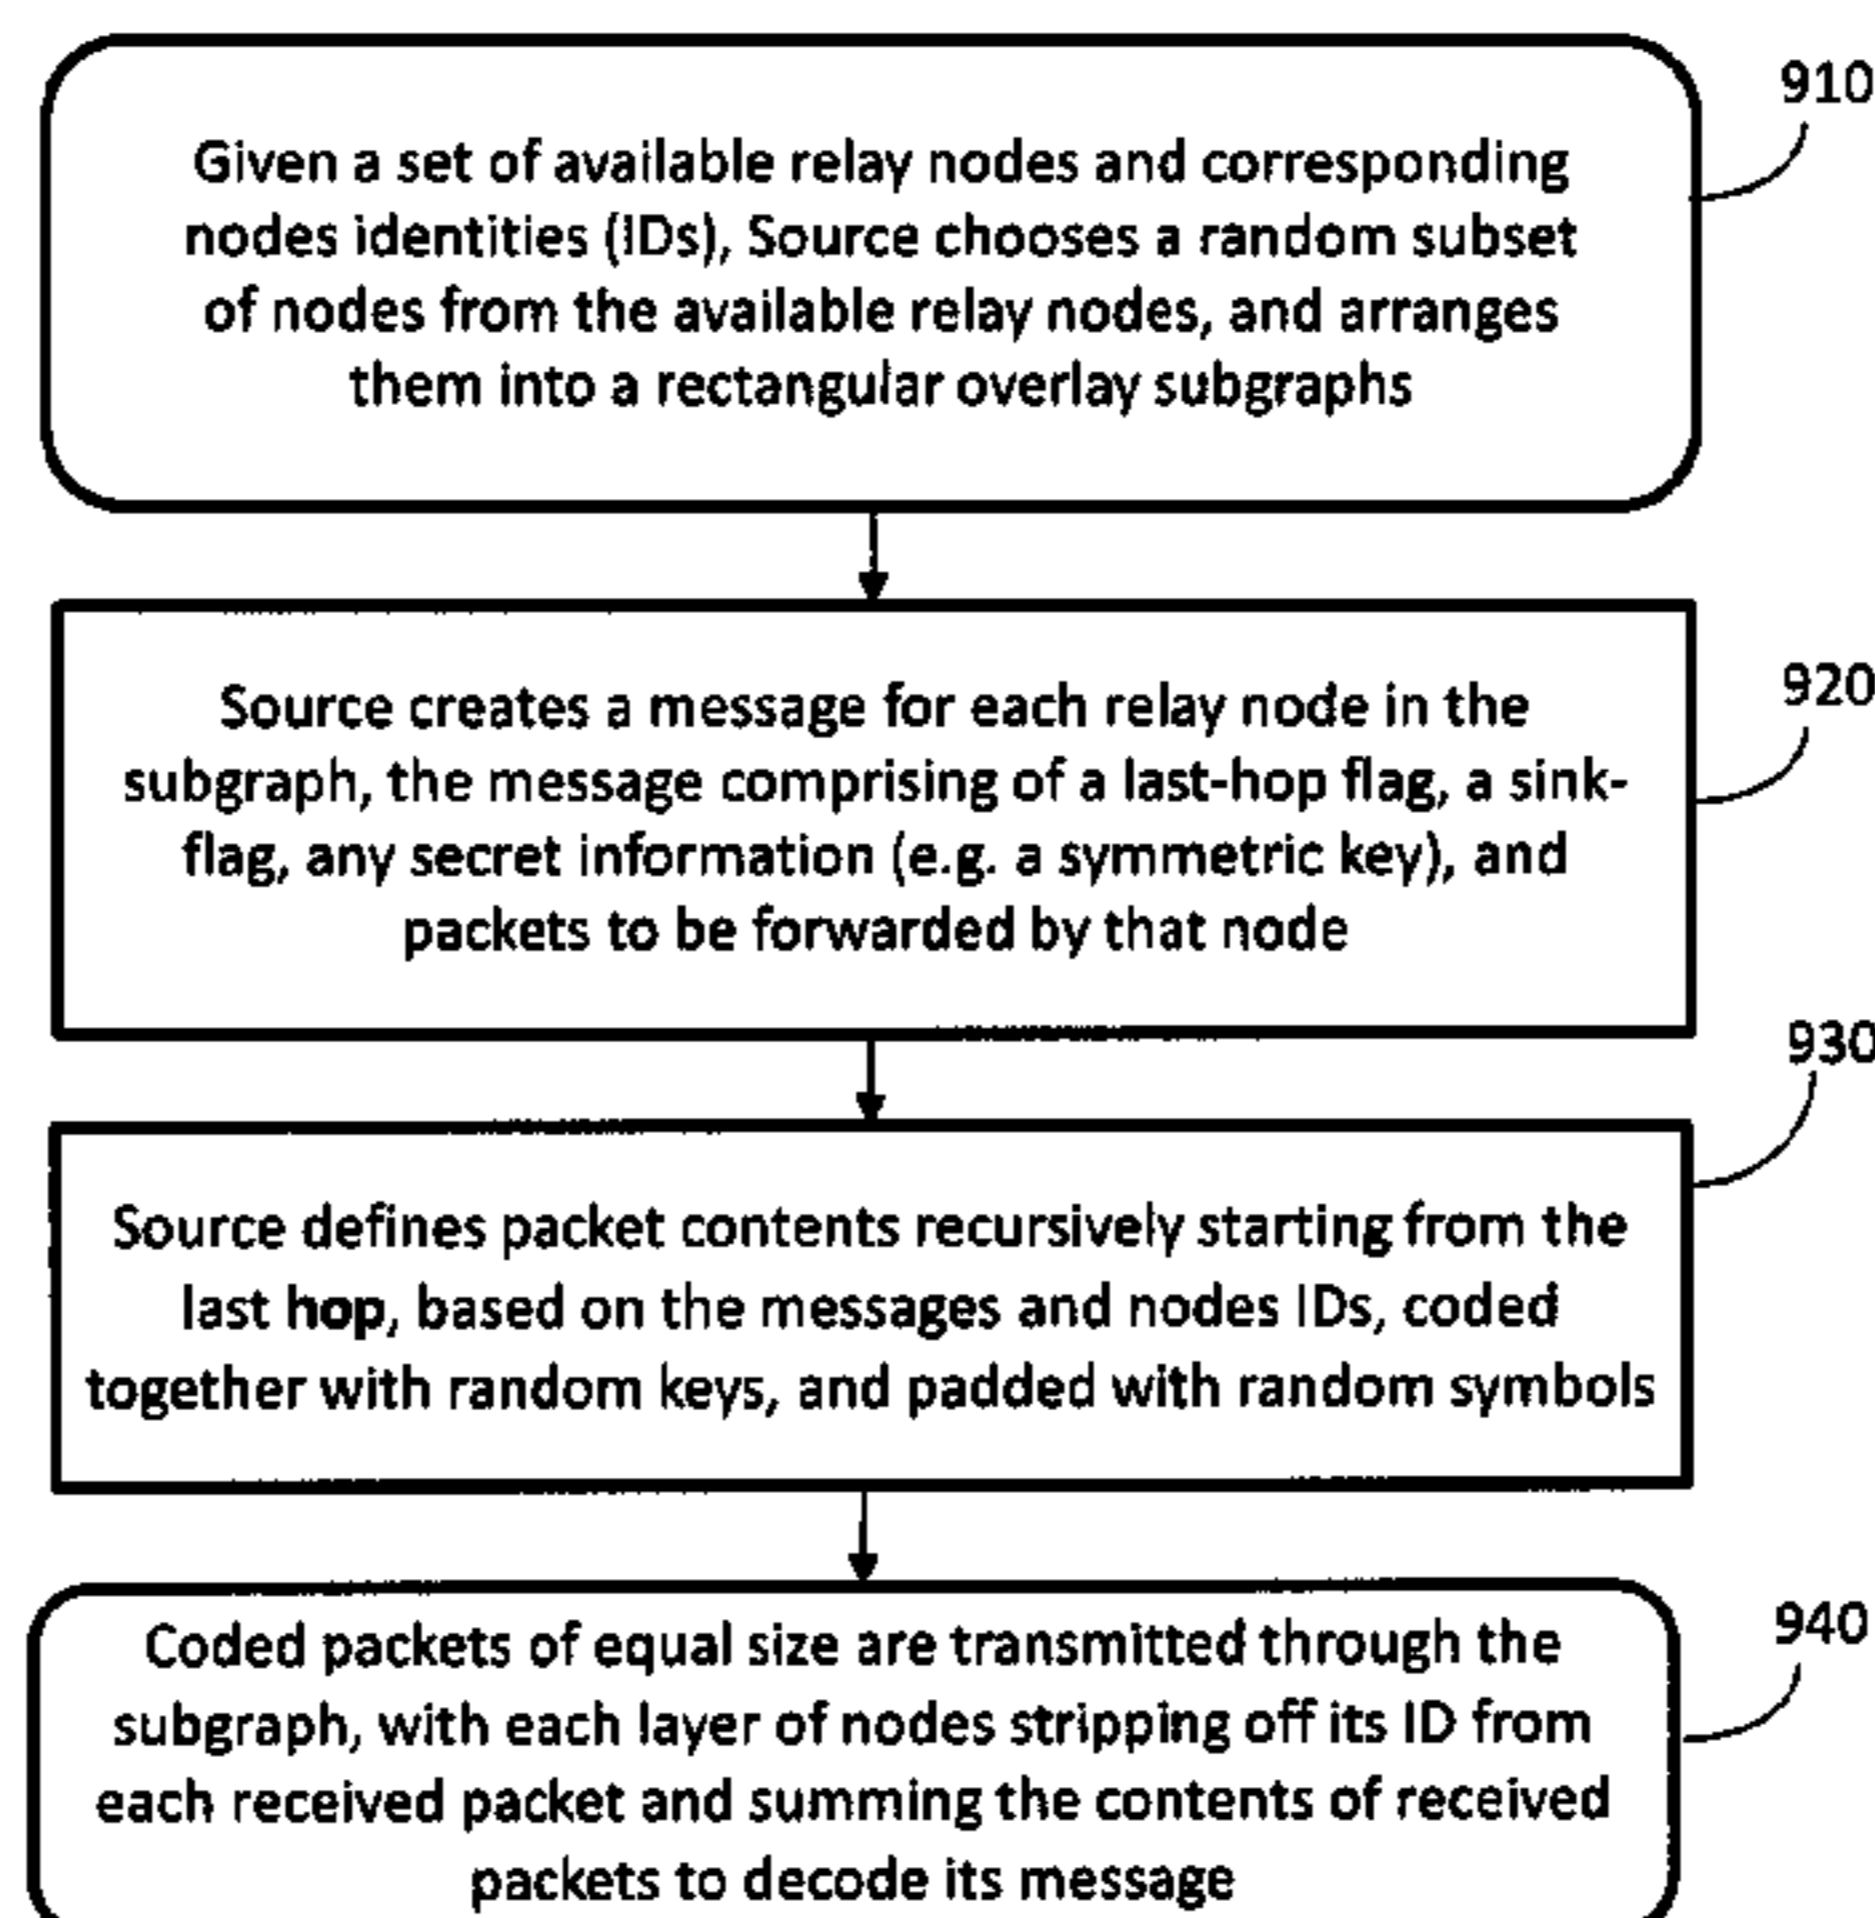 910
Given a set of available relay nodes and corresponding
nodes identities (IDs), Source chooses a random subset
of nodes from the available relay nodes, and arranges
them into a rectangular overlay subgraphs
920
Source creates a message for each relay node in the
subgraph, the message comprising of a last-hop flag, a sink-
flag, any secret information (e.g. a symmetric key), and
packets to be forwarded by that node
930
Source defines packet contents recursively starting from the
last hop, based on the messages and nodes IDs, coded
together with random keys, and padded with random symbols
940
Coded packets of equal size are transmitted through the
subgraph, with each layer of nodes stripping off its ID from
each received packet and summing the contents of received
packets to decode its message